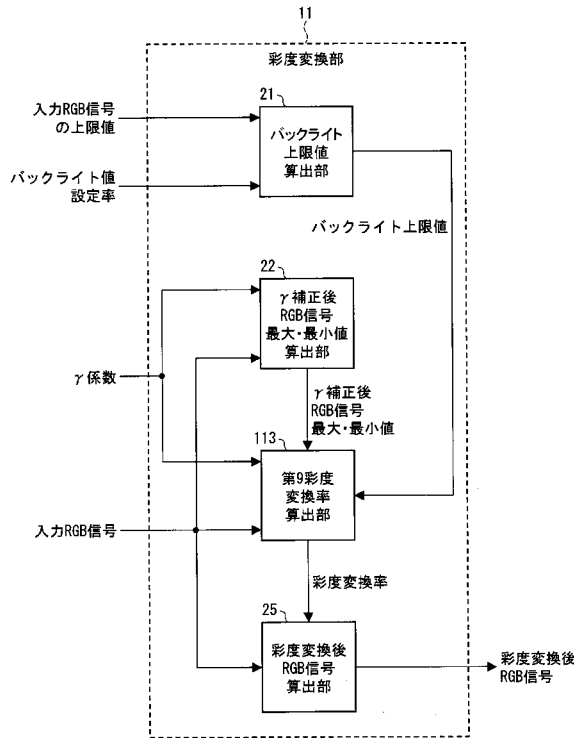 11
彩度変換部
入力RGB信号
の上限値
21
バックライト
上限値
算出部
バックライト値
設定率
バックライト上限値
22
γ補正後
RGB信号
最大・最小値
算出部
γ係数
γ補正後
RGB信号
最大・最小値
113
第9彩度
変換率
算出部
入力RGB信号
彩度変換率
25
彩度変換後
RGB信号
算出部
彩度変換後
RGB信号